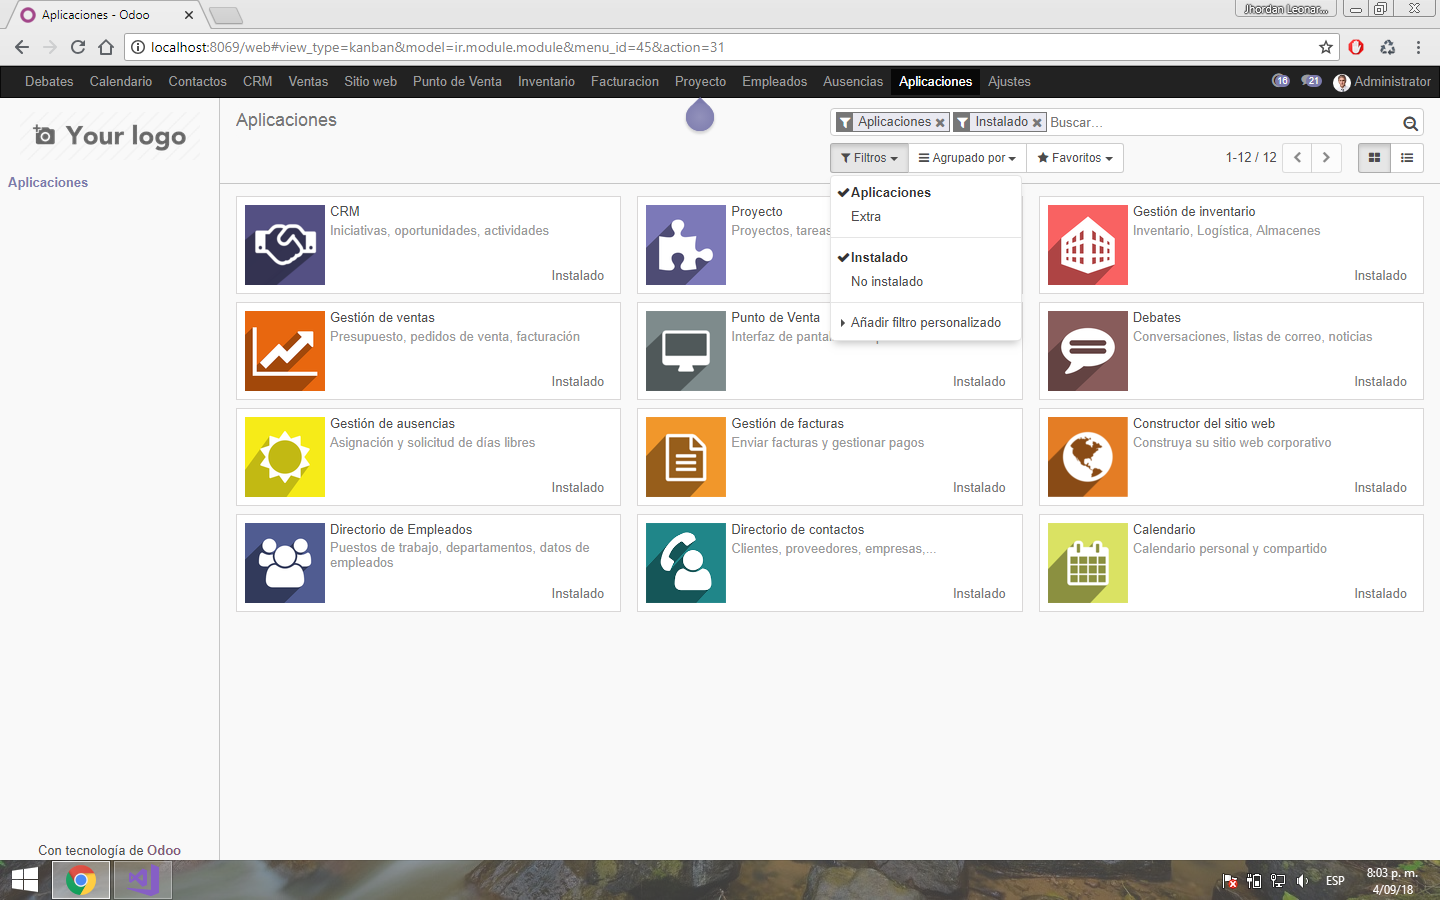 Aplicaciones - Odoo
Jhordan Leonar...
localhost:8069/web#view_type=kanban&model=ir.module.module&menu_id=45&action=31
Debates Calendario Contactos CRM Ventas Sitio web Punto de Venta Inventario Facturacion Proyecto Empleados Ausencias Aplicaciones Ajustes 16 21 Administrator
Your logo
Aplicaciones
Aplicaciones
Aplicaciones Instalado Buscar...
Filtros Agrupado por Favoritos 1-12 / 12
Aplicaciones
Extra
Instalado
No instalado
Añadir filtro personalizado
CRM
Iniciativas, oportunidades, actividades
Instalado
Proyecto
Proyectos, tareas
Gestión de inventario
Inventario, Logística, Almacenes
Instalado
Gestión de ventas
Presupuesto, pedidos de venta, facturación
Instalado
Punto de Venta
Interfaz de
Instalado
Debates
Conversaciones, listas de correo, noticias
Instalado
Gestión de ausencias
Asignación y solicitud de días libres
Instalado
Gestión de facturas
Enviar facturas y gestionar pagos
Instalado
Constructor del sitio web
Construya su sitio web corporativo
Instalado
Directorio de Empleados
Puestos de trabajo, departamentos, datos de
empleados
Instalado
Directorio de contactos
Clientes, proveedores, empresas,...
Instalado
Calendario
Calendario personal y compartido
Instalado
Con tecnología de Odoo
ESP
8:03 p. m.
4/09/18